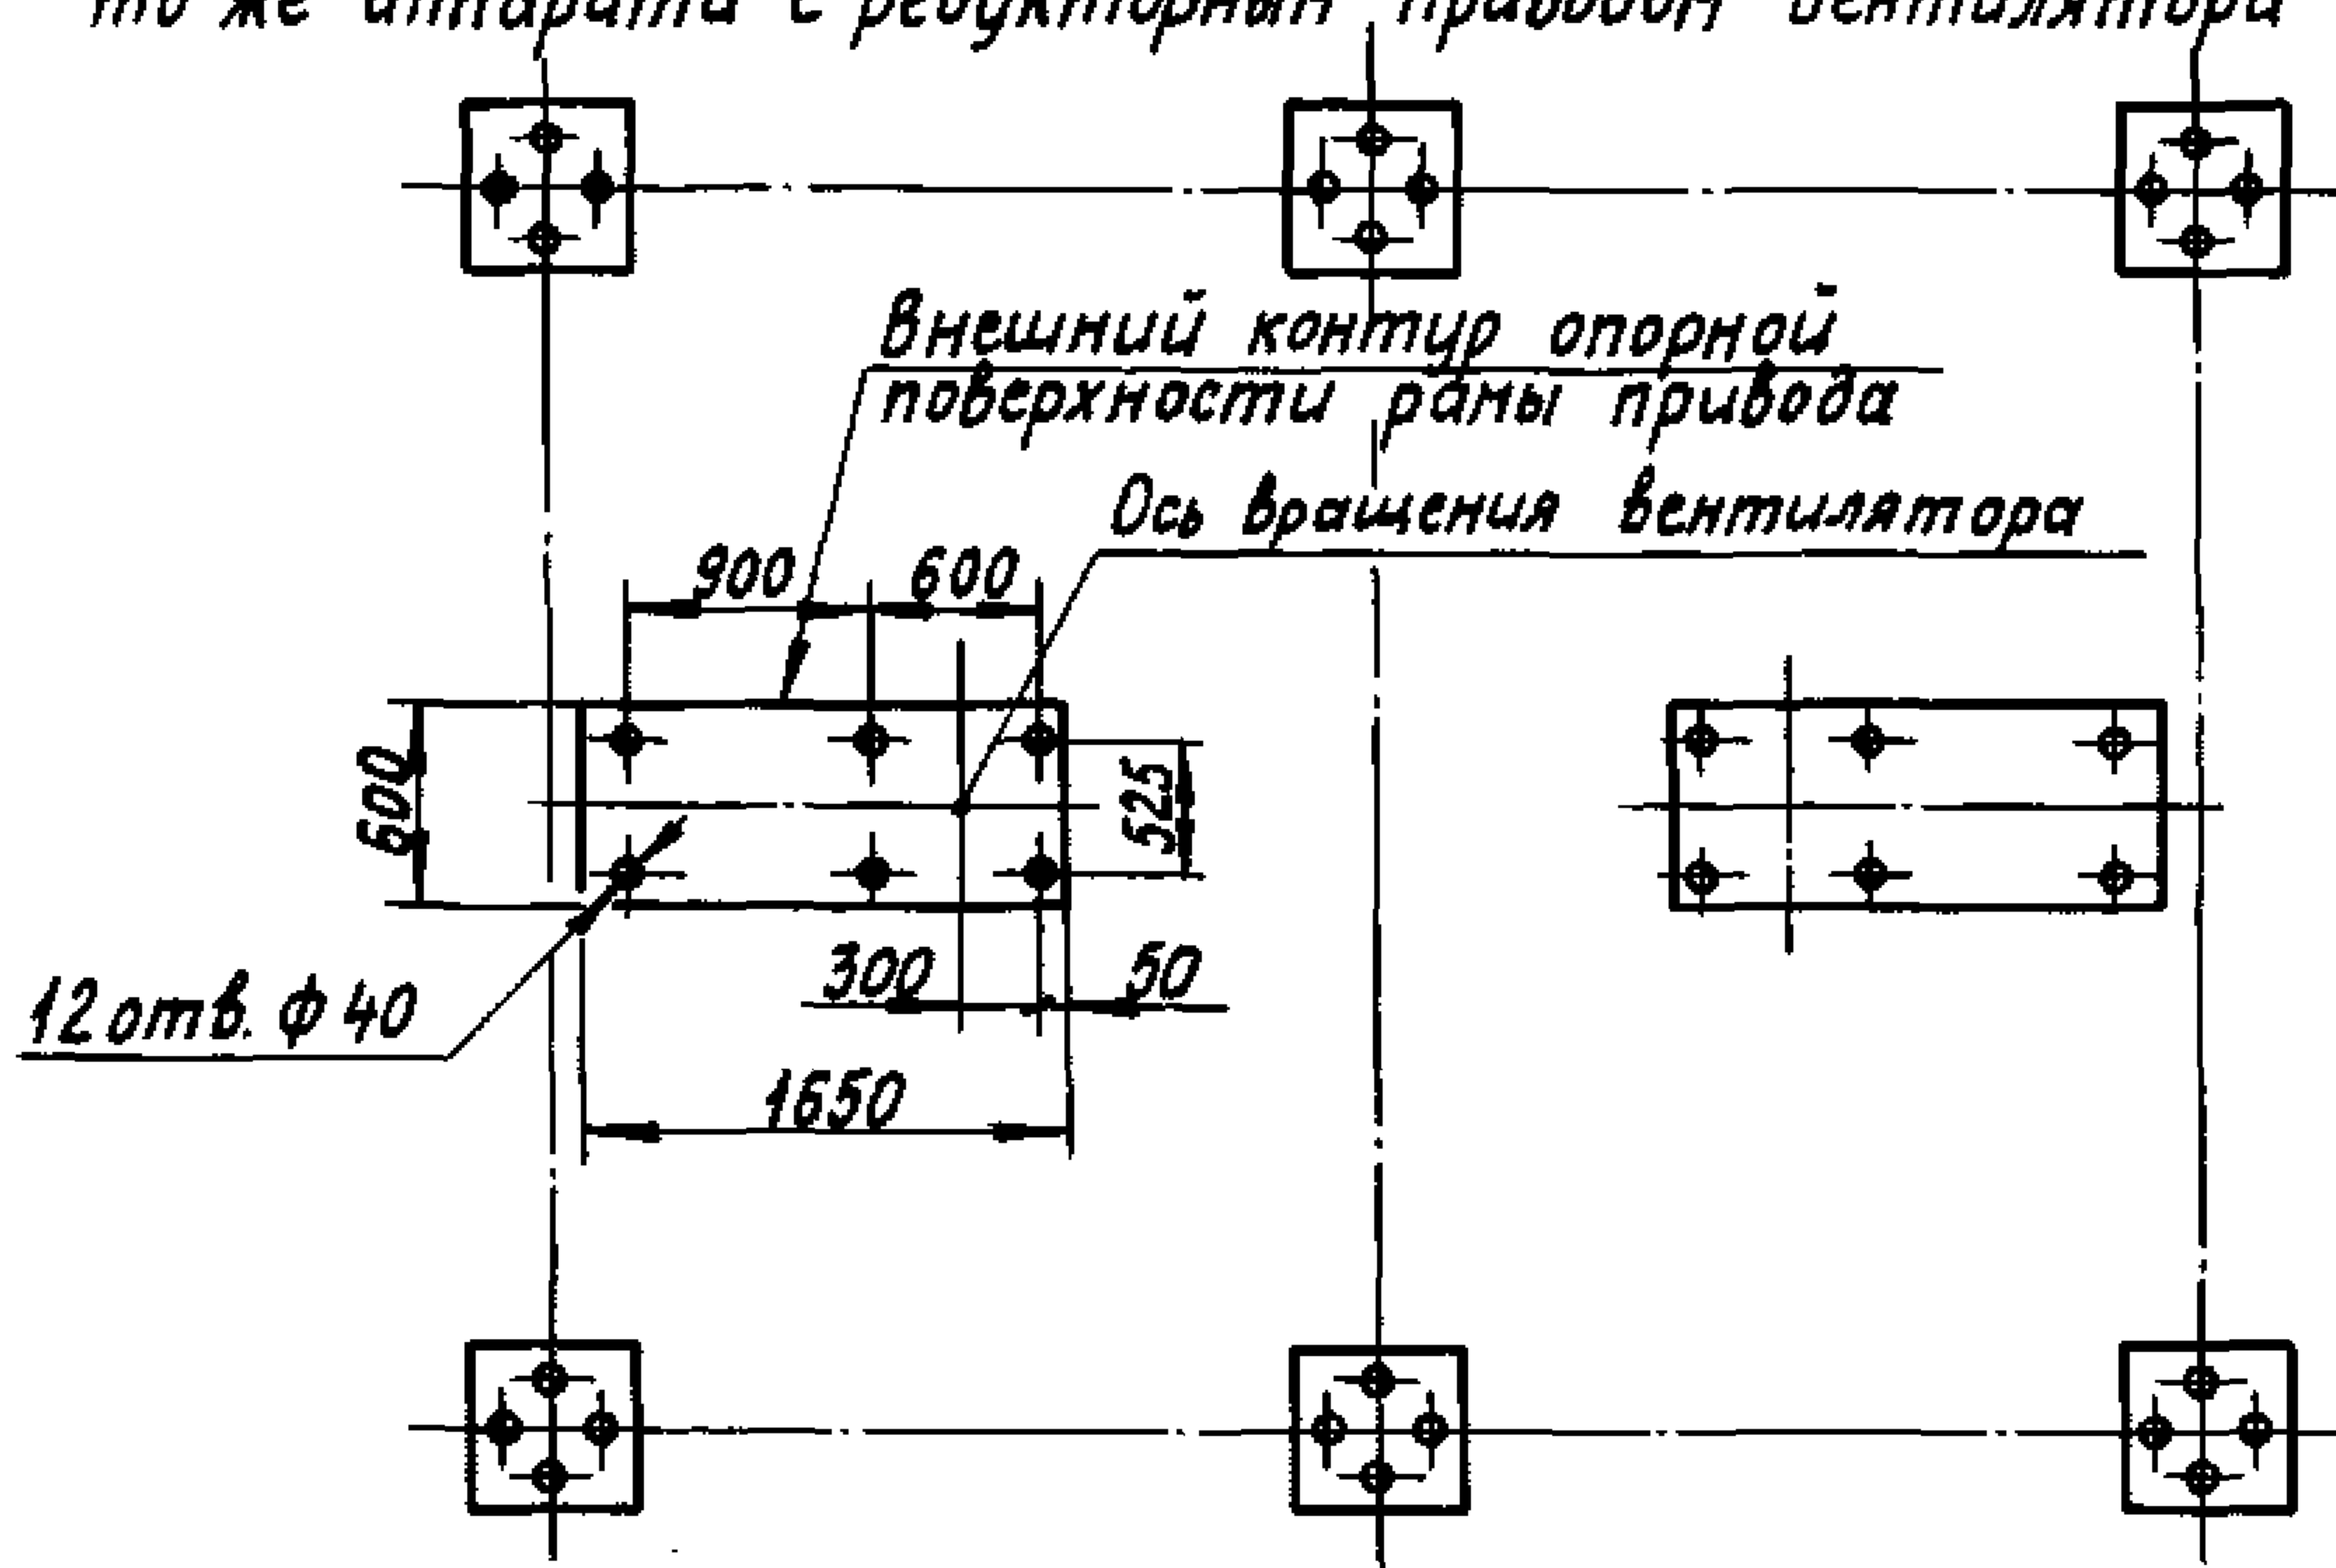 то же аппарата с редукторным приводом вентилятора
Внешний контур опорной
поверхности рамы привода
Ось вращения вентилятора
900
600
600
525
300
50
12 отв. ф 40
1650